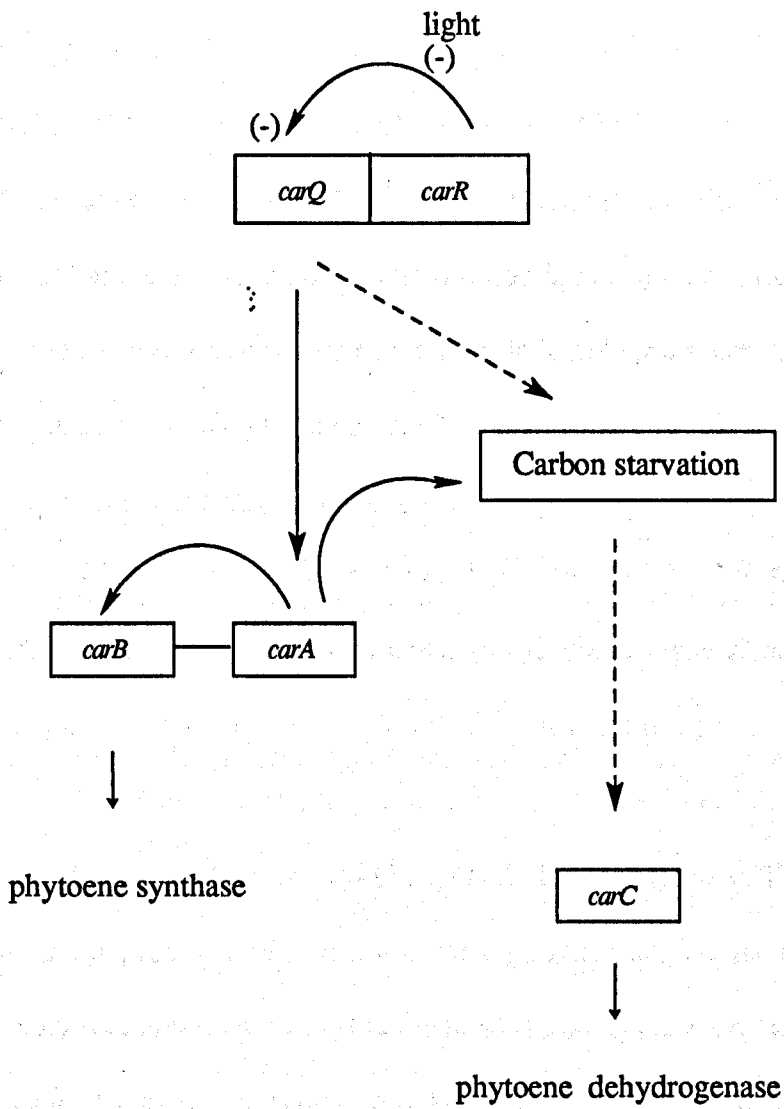 light
(-)
(-)
carQ
carR
Carbon starvation
carB
carA
phytoene synthase
carC
phytoene dehydrogenase